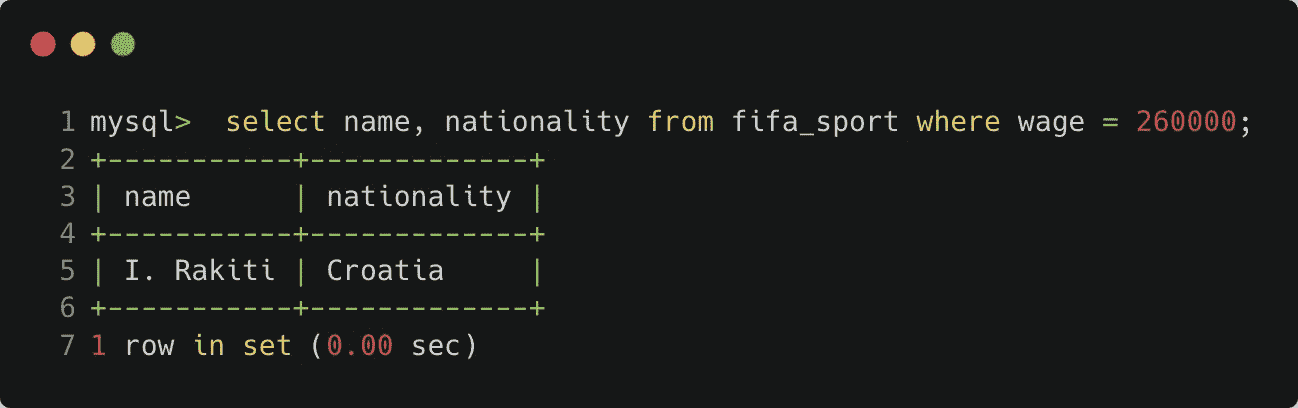 1 mysql>  select name, nationality from fifa_sport where wage = 260000;
2 +-----------+-------------+
3 | name      | nationality |
4 +-----------+-------------+
5 | I. Rakiti | Croatia     |
6 +-----------+-------------+
7 1 row in set (0.00 sec)